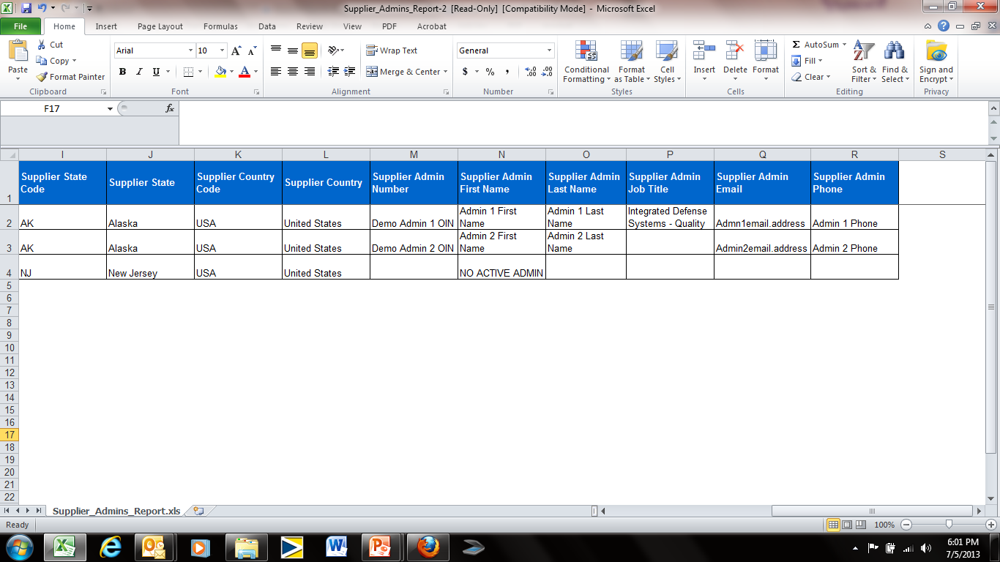 Supplier_Admins_Report-2 [Read-Only] [Compatibility Mode] - Microsoft Excel
File Home Insert Page Layout Formulas Data Review View PDF Acrobat
Paste
Cut
Copy
Format Painter
Clipboard
Arial 10
B I U
Font
Wrap Text
Merge & Center
Alignment
General
$ % ,
Number
Conditional Formatting
Format as Table
Cell Styles
Styles
Insert Delete Format
Cells
Σ AutoSum
Fill
Clear
Sort & Filter
Find & Select
Editing
Sign and Encrypt
Privacy
F17 fx
I J K L M N O P Q R S
1 Supplier State Code Supplier State Supplier Country Code Supplier Country Supplier Admin Number Supplier Admin First Name Supplier Admin Last Name Supplier Admin Job Title Supplier Admin Email Supplier Admin Phone
2 AK Alaska USA United States Demo Admin 1 OIN Admin 1 First Name Admin 1 Last Name Integrated Defense Systems - Quality Admn1email.address Admin 1 Phone
3 AK Alaska USA United States Demo Admin 2 OIN Admin 2 First Name Admin 2 Last Name Admin2email.address Admin 2 Phone
4 NJ New Jersey USA United States NO ACTIVE ADMIN
5
6
7
8
9
10
11
12
13
14
15
16
17
18
19
20
21
22
Supplier_Admins_Report.xls
Ready 100%
6:01 PM
7/5/2013